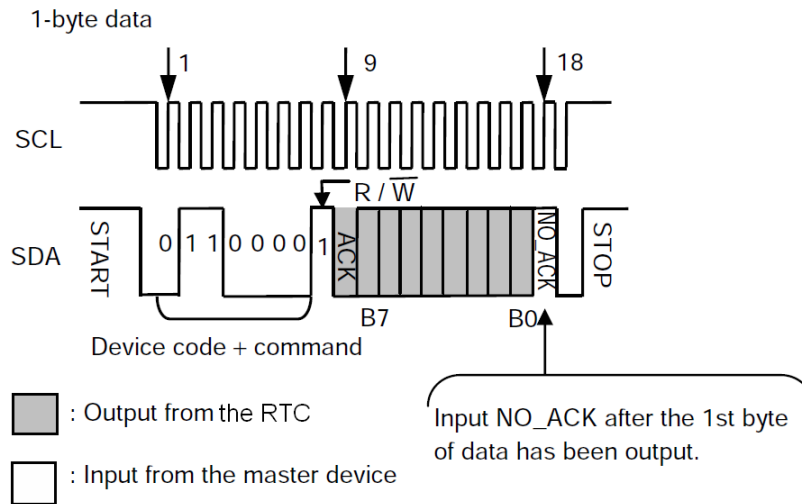 1-byte data
1
9
18
SCL
R / W
SDA
START
0 1 1 0 0 0 0 1
ACK
NO_ACK
STOP
B7
B0
Device code + command
: Output from the RTC
: Input from the master device
Input NO_ACK after the 1st byte
of data has been output.